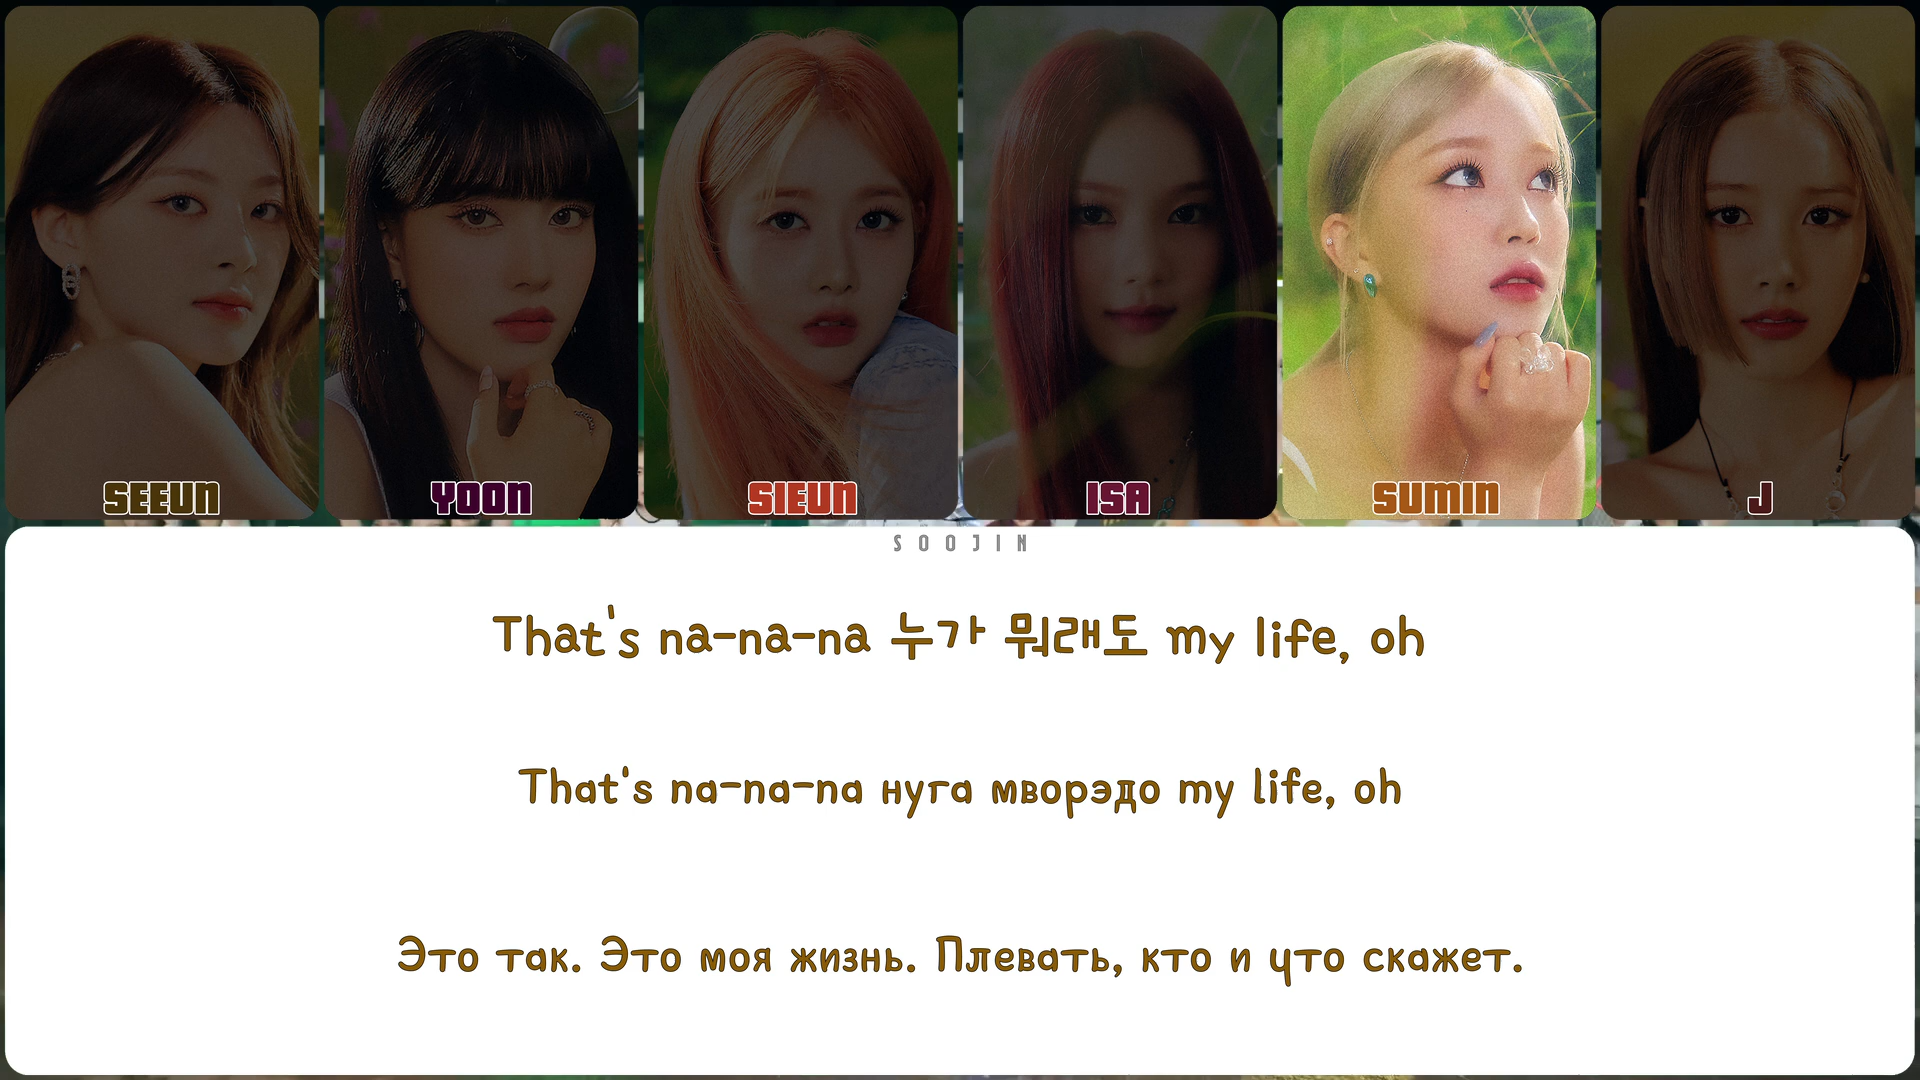 SEEUN YOON SIEUN ISA SUMIN J
SOOJIN
That's na-na-na 누가 뭐래도 my life, oh
That's na-na-na нуга мворэдо my life, oh
Это так. Это моя жизнь. Плевать, кто и что скажет.